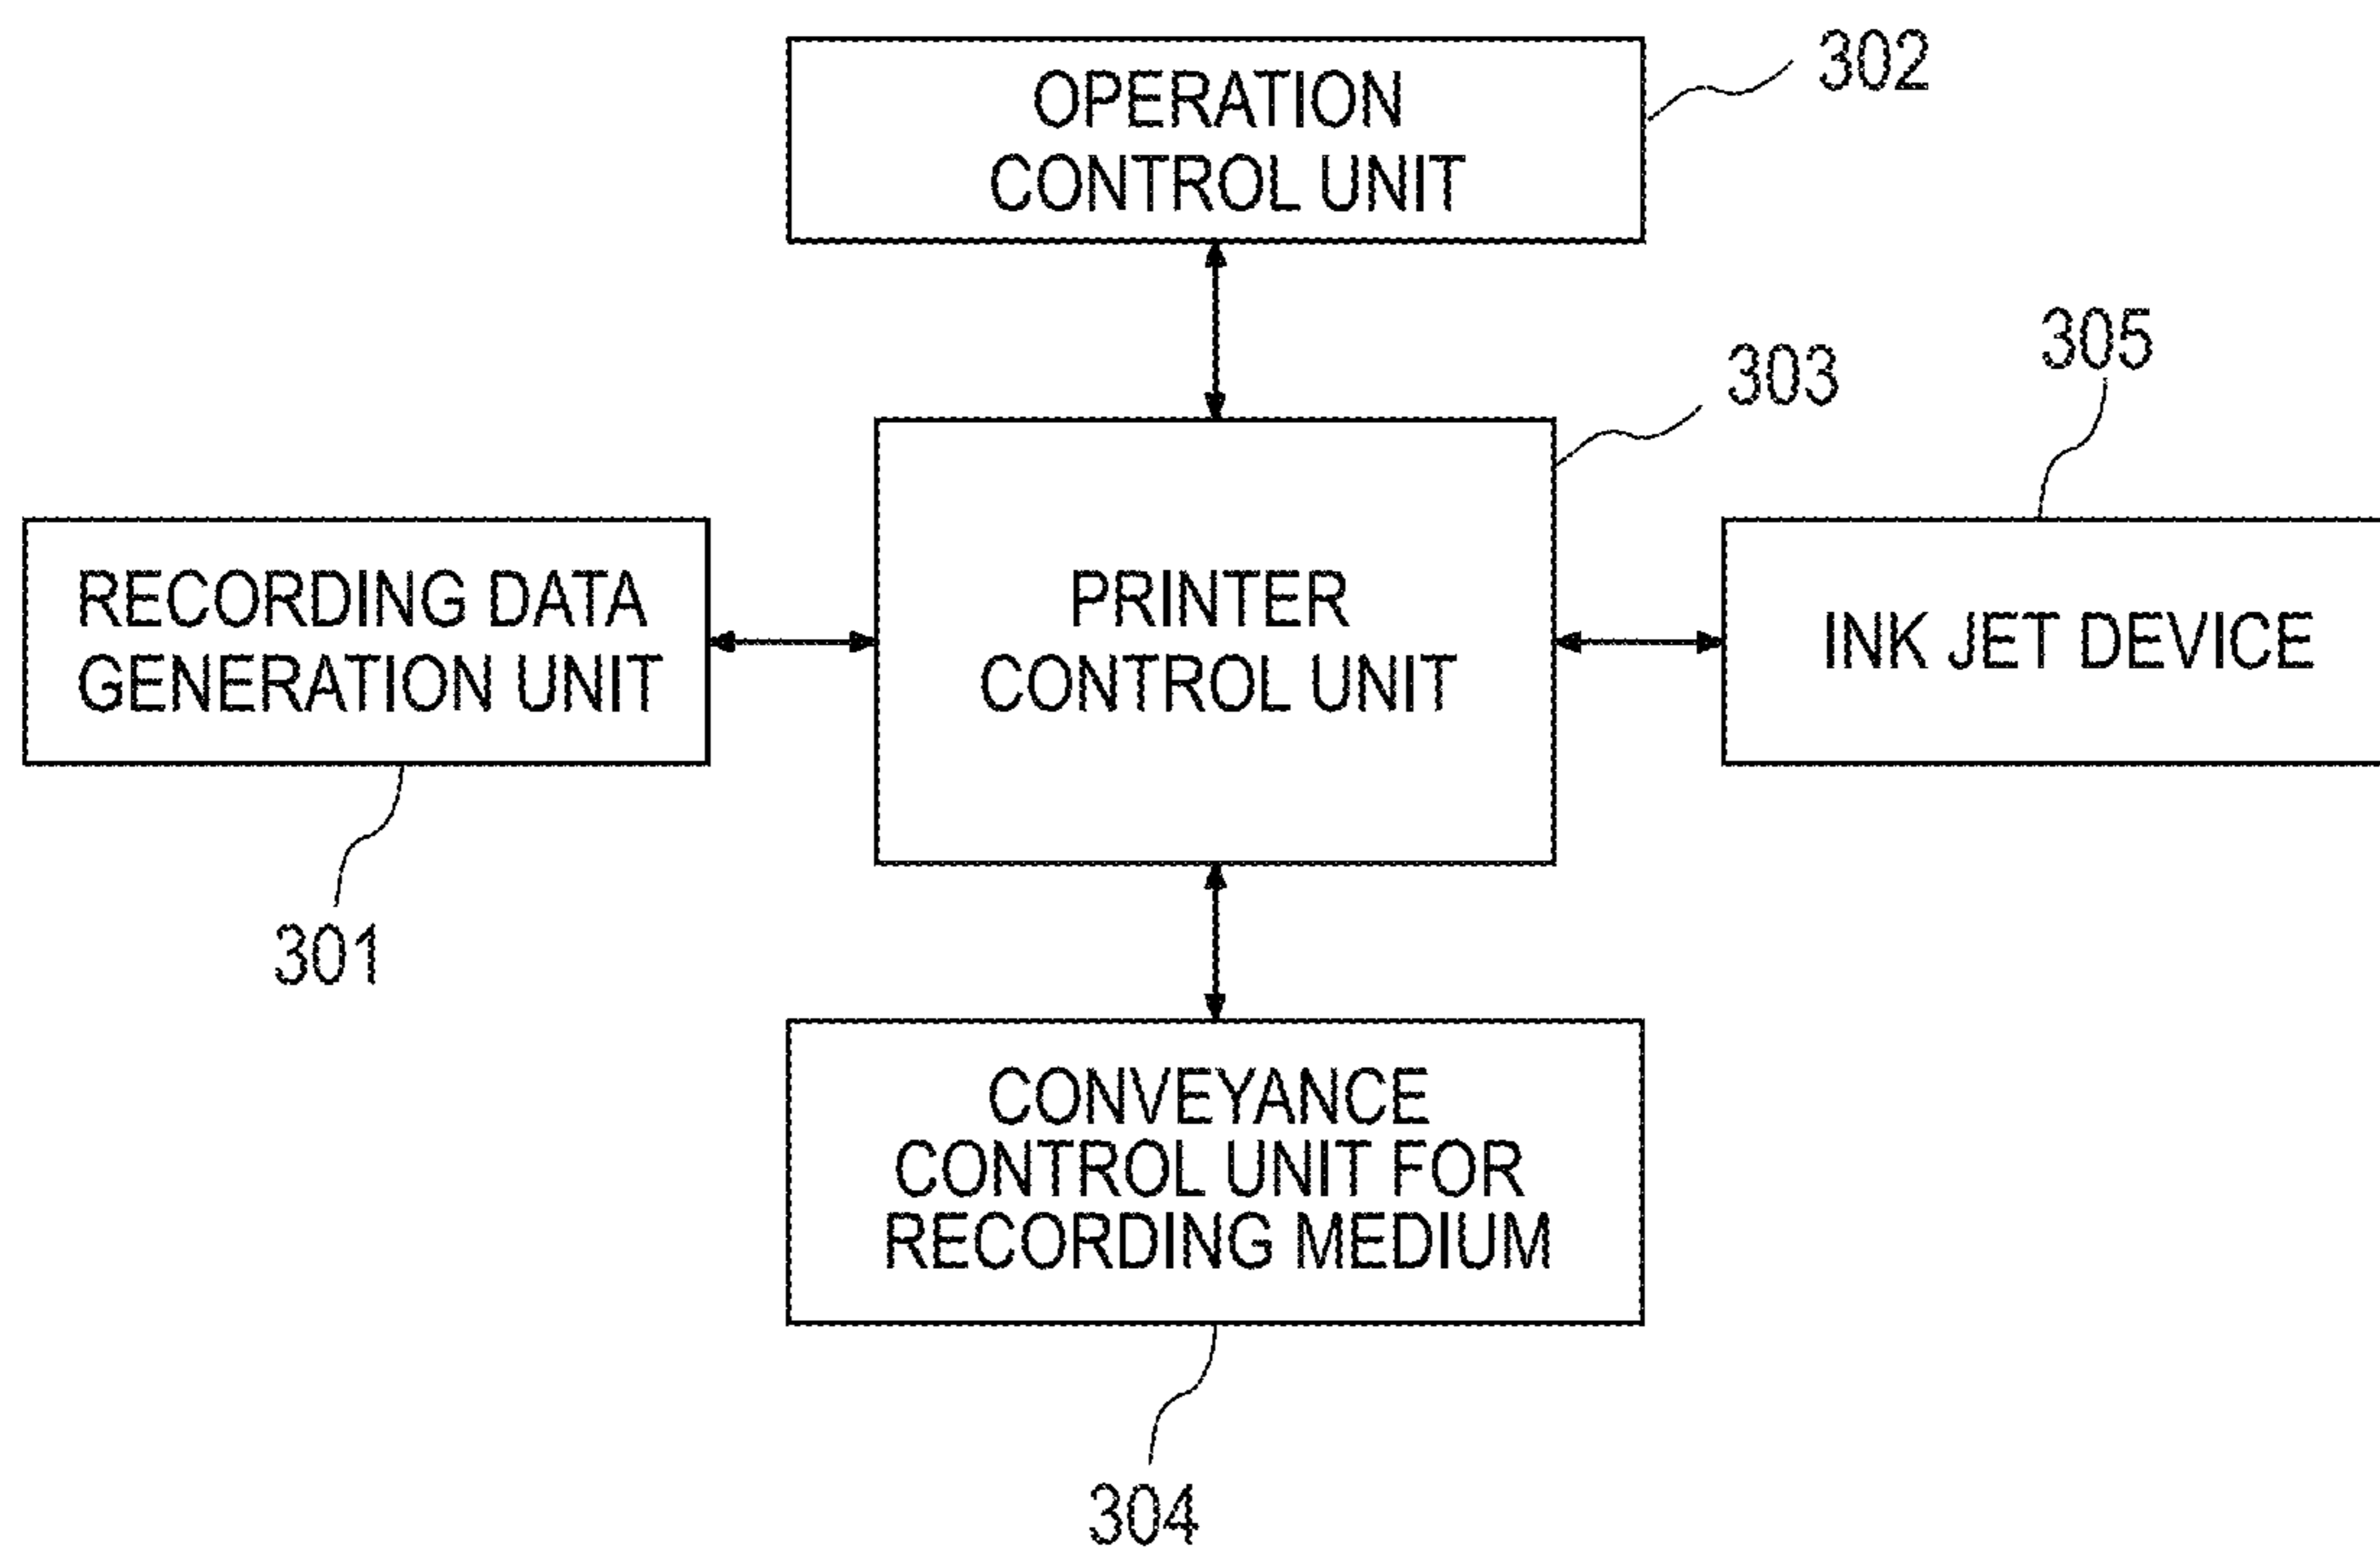 OPERATION
CONTROL UNIT
302
303
305
RECORDING DATA
GENERATION UNIT
PRINTER
CONTROL UNIT
INK JET DEVICE
301
CONVEYANCE
CONTROL UNIT FOR
RECORDING MEDIUM
304